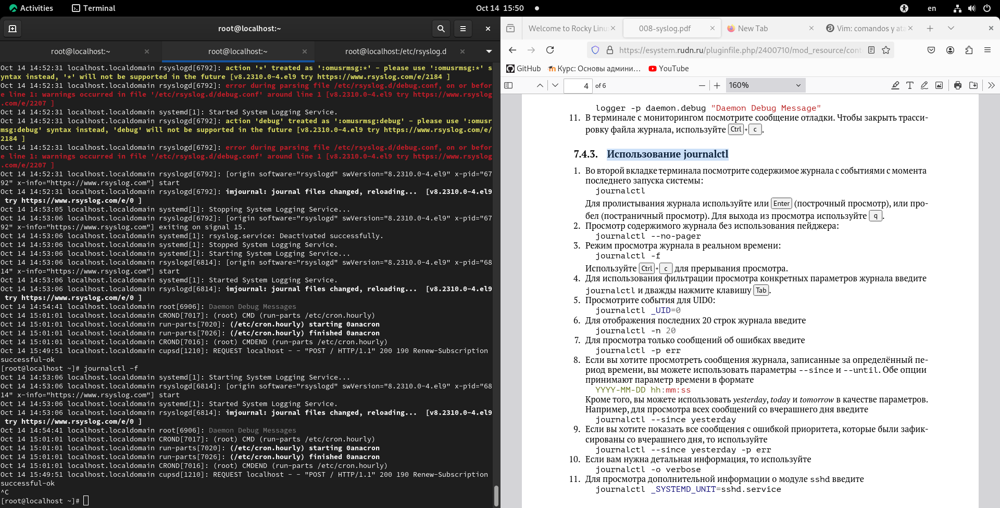 Activities
Terminal
Oct 14 15:50
en
root@localhost:~
root@localhost:~
root@localhost:~
root@localhost:/etc/rsyslog.d
Oct 14 14:52:31 localhost.localdomain rsyslogd[6792]: action '*' treated as ':omusrmsg:*' - please use ':omusrmsg:*' s
yntax instead, '*' will not be supported in the future [v8.2310.0-4.el9 try https://www.rsyslog.com/e/2184 ]
Oct 14 14:52:31 localhost.localdomain rsyslogd[6792]: error during parsing file /etc/rsyslog.d/debug.conf, on or befor
e line 1: warnings occurred in file '/etc/rsyslog.d/debug.conf' around line 1 [v8.2310.0-4.el9 try https://www.rsyslog
.com/e/2207 ]
Oct 14 14:52:31 localhost.localdomain systemd[1]: Started System Logging Service.
Oct 14 14:52:31 localhost.localdomain rsyslogd[6792]: action 'debug' treated as ':omusrmsg:debug' - please use ':omusr
msg:debug' syntax instead, 'debug' will not be supported in the future [v8.2310.0-4.el9 try https://www.rsyslog.com/e/
2184 ]
Oct 14 14:52:31 localhost.localdomain rsyslogd[6792]: error during parsing file /etc/rsyslog.d/debug.conf, on or befor
e line 1: warnings occurred in file '/etc/rsyslog.d/debug.conf' around line 1 [v8.2310.0-4.el9 try https://www.rsyslog
.com/e/2207 ]
Oct 14 14:52:31 localhost.localdomain rsyslogd[6792]: [origin software="rsyslogd" swVersion="8.2310.0-4.el9" x-pid="67
92" x-info="https://www.rsyslog.com"] start
Oct 14 14:52:31 localhost.localdomain rsyslogd[6792]: imjournal: journal files changed, reloading...  [v8.2310.0-4.el9
 try https://www.rsyslog.com/e/0 ]
Oct 14 14:53:05 localhost.localdomain systemd[1]: Stopping System Logging Service...
Oct 14 14:53:06 localhost.localdomain rsyslogd[6792]: [origin software="rsyslogd" swVersion="8.2310.0-4.el9" x-pid="67
92" x-info="https://www.rsyslog.com"] exiting on signal 15.
Oct 14 14:53:06 localhost.localdomain systemd[1]: rsyslog.service: Deactivated successfully.
Oct 14 14:53:06 localhost.localdomain systemd[1]: Stopped System Logging Service.
Oct 14 14:53:06 localhost.localdomain systemd[1]: Starting System Logging Service...
Oct 14 14:53:06 localhost.localdomain rsyslogd[6814]: [origin software="rsyslogd" swVersion="8.2310.0-4.el9" x-pid="68
14" x-info="https://www.rsyslog.com"] start
Oct 14 14:53:06 localhost.localdomain systemd[1]: Started System Logging Service.
Oct 14 14:53:06 localhost.localdomain rsyslogd[6814]: imjournal: journal files changed, reloading...  [v8.2310.0-4.el9
 try https://www.rsyslog.com/e/0 ]
Oct 14 14:54:41 localhost.localdomain root[6906]: Daemon Debug Messages
Oct 14 15:01:01 localhost.localdomain CROND[7017]: (root) CMD (run-parts /etc/cron.hourly)
Oct 14 15:01:01 localhost.localdomain run-parts[7020]: (/etc/cron.hourly) starting 0anacron
Oct 14 15:01:01 localhost.localdomain run-parts[7026]: (/etc/cron.hourly) finished 0anacron
Oct 14 15:01:01 localhost.localdomain CROND[7016]: (root) CMDEND (run-parts /etc/cron.hourly)
Oct 14 15:49:51 localhost.localdomain cupsd[1210]: REQUEST localhost - - "POST / HTTP/1.1" 200 190 Renew-Subscription
successful-ok
[root@localhost ~]# journalctl -f
Oct 14 14:53:06 localhost.localdomain systemd[1]: Starting System Logging Service...
Oct 14 14:53:06 localhost.localdomain rsyslogd[6814]: [origin software="rsyslogd" swVersion="8.2310.0-4.el9" x-pid="68
14" x-info="https://www.rsyslog.com"] start
Oct 14 14:53:06 localhost.localdomain systemd[1]: Started System Logging Service.
Oct 14 14:53:06 localhost.localdomain rsyslogd[6814]: imjournal: journal files changed, reloading...  [v8.2310.0-4.el9
 try https://www.rsyslog.com/e/0 ]
Oct 14 14:54:41 localhost.localdomain root[6906]: Daemon Debug Messages
Oct 14 15:01:01 localhost.localdomain CROND[7017]: (root) CMD (run-parts /etc/cron.hourly)
Oct 14 15:01:01 localhost.localdomain run-parts[7020]: (/etc/cron.hourly) starting 0anacron
Oct 14 15:01:01 localhost.localdomain run-parts[7026]: (/etc/cron.hourly) finished 0anacron
Oct 14 15:01:01 localhost.localdomain CROND[7016]: (root) CMDEND (run-parts /etc/cron.hourly)
Oct 14 15:49:51 localhost.localdomain cupsd[1210]: REQUEST localhost - - "POST / HTTP/1.1" 200 190 Renew-Subscription
successful-ok
^C
[root@localhost ~]#
Welcome to Rocky Linu
008-syslog.pdf
New Tab
Vim: comandos y ata
https://esystem.rudn.ru/pluginfile.php/2400710/mod_resource/cont
GitHub
Курс: Основы админи…
YouTube
4 of 6
160%
logger -p daemon.debug "Daemon Debug Message"
11. В терминале с мониторингом посмотрите сообщение отладки. Чтобы закрыть трасси-
ровку файла журнала, используйте Ctrl + c .
7.4.3. Использование journalctl
1. Во второй вкладке терминала посмотрите содержимое журнала с событиями с момента
последнего запуска системы:
journalctl
Для пролистывания журнала используйте или Enter (построчный просмотр), или про-
бел (постраничный просмотр). Для выхода из просмотра используйте q .
2. Просмотр содержимого журнала без использования пейджера:
journalctl --no-pager
3. Режим просмотра журнала в реальном времени:
journalctl -f
Используйте Ctrl + c для прерывания просмотра.
4. Для использования фильтрации просмотра конкретных параметров журнала введите
journalctl и дважды нажмите клавишу Tab .
5. Просмотрите события для UID0:
journalctl _UID=0
6. Для отображения последних 20 строк журнала введите
journalctl -n 20
7. Для просмотра только сообщений об ошибках введите
journalctl -p err
8. Если вы хотите просмотреть сообщения журнала, записанные за определённый пе-
риод времени, вы можете использовать параметры --since и --until. Обе опции
принимают параметр времени в формате
YYYY-MM-DD hh:mm:ss
Кроме того, вы можете использовать yesterday, today и tomorrow в качестве параметров.
Например, для просмотра всех сообщений со вчерашнего дня введите
journalctl --since yesterday
9. Если вы хотите показать все сообщения с ошибкой приоритета, которые были зафик-
сированы со вчерашнего дня, то используйте
journalctl --since yesterday -p err
10. Если вам нужна детальная информация, то используйте
journalctl -o verbose
11. Для просмотра дополнительной информации о модуле sshd введите
journalctl _SYSTEMD_UNIT=sshd.service